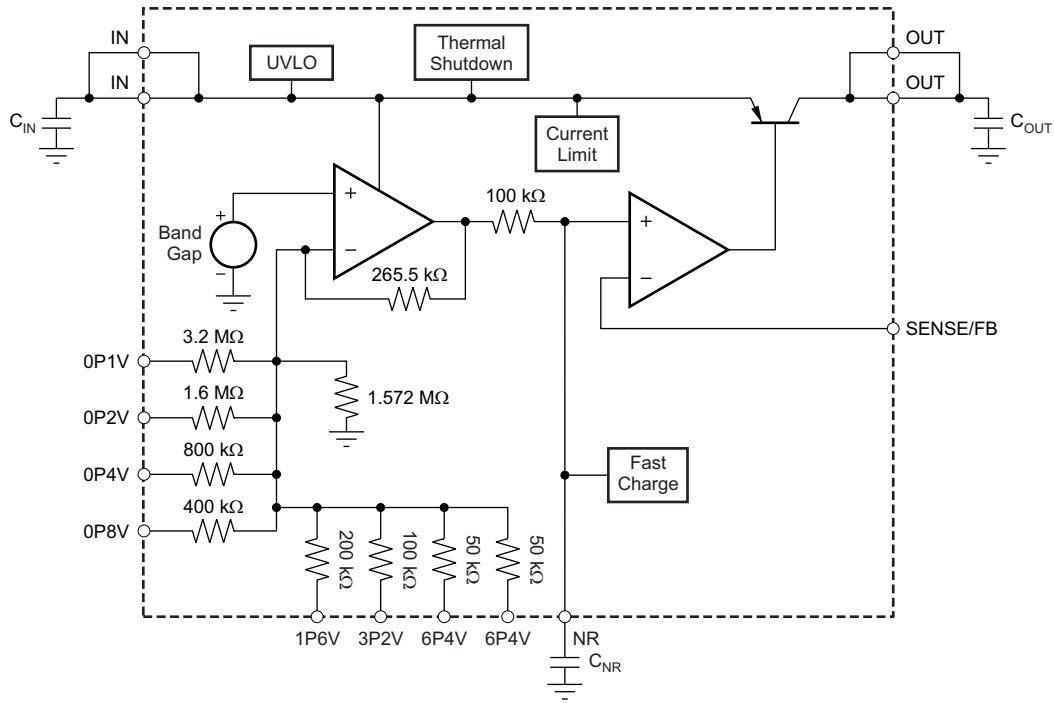 IN
IN
UVLO
Thermal
Shutdown
OUT
OUT
C_IN
C_OUT
Current
Limit
100 kΩ
+
−
+
−
+
−
Band
Gap
265.5 kΩ
SENSE/FB
0P1V
3.2 MΩ
0P2V
1.6 MΩ
1.572 MΩ
0P4V
800 kΩ
0P8V
400 kΩ
Fast
Charge
200 kΩ
100 kΩ
50 kΩ
50 kΩ
1P6V
3P2V
6P4V
6P4V
NR
C_NR